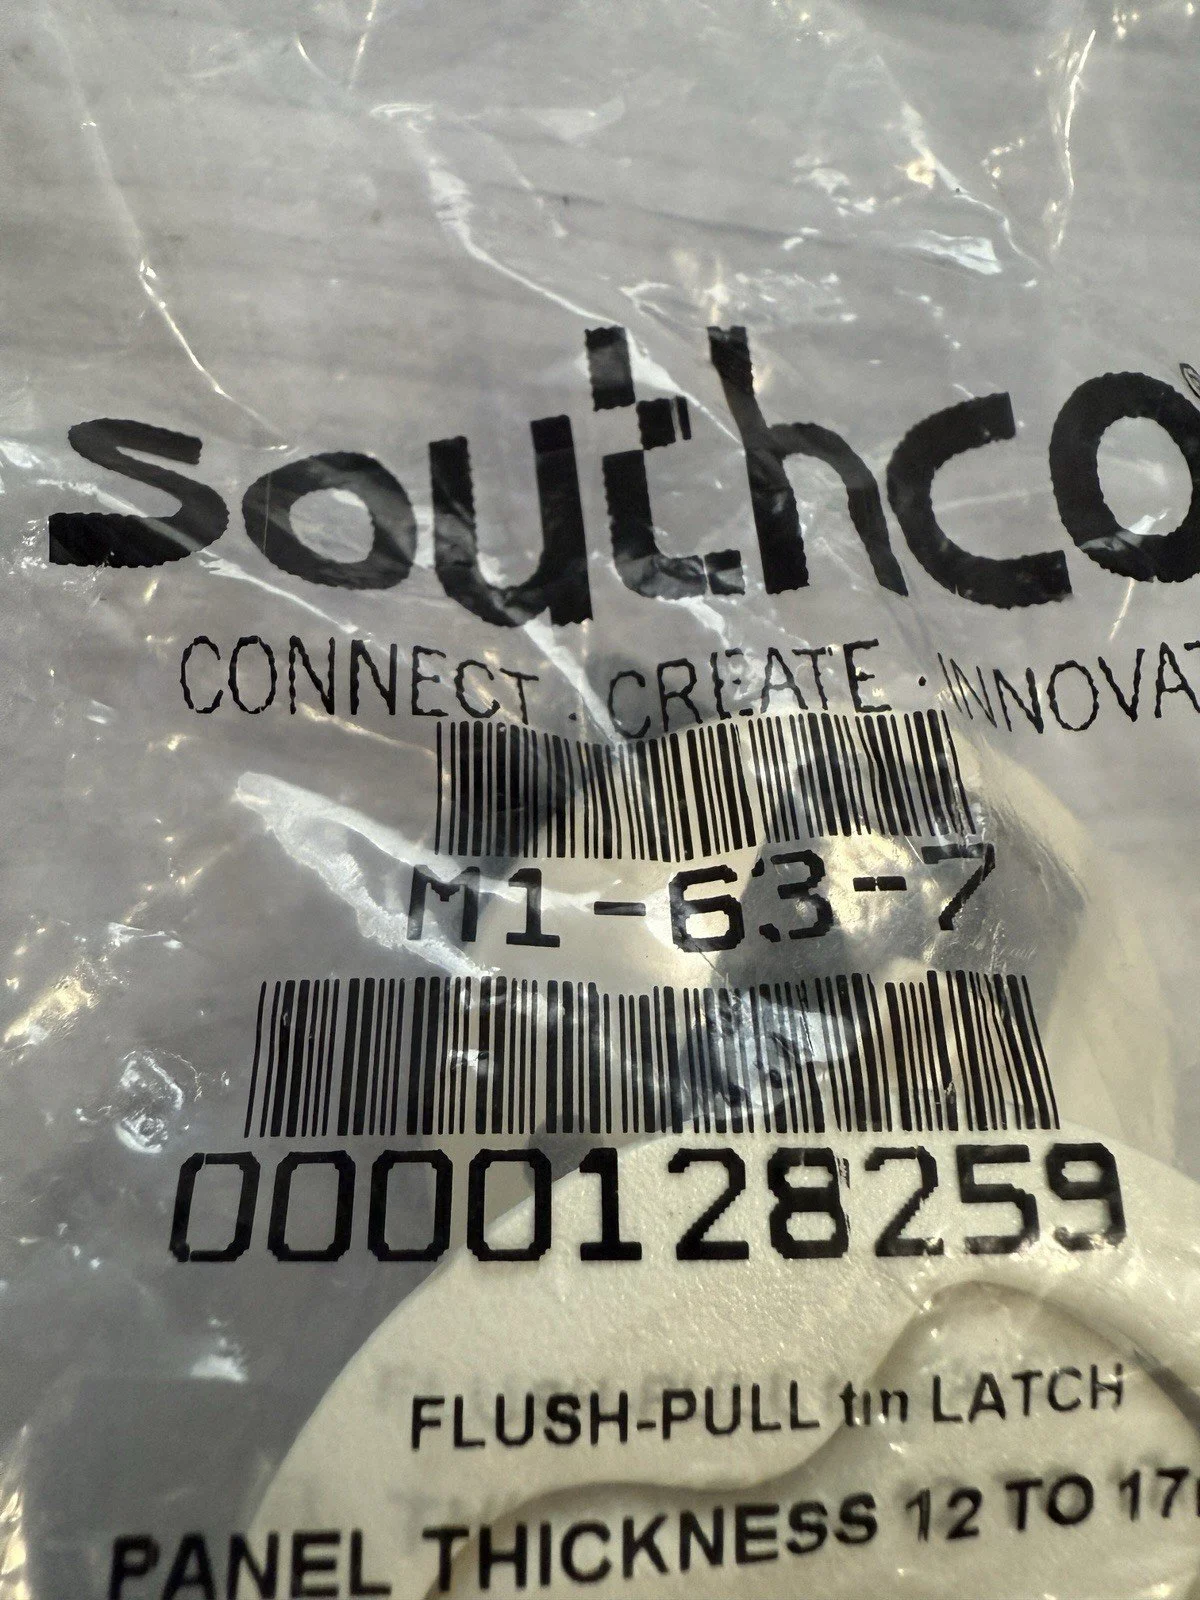 southco®
CONNECT · CREATE · INNOVAT
M1-63-7
0000128259
FLUSH-PULL tin LATCH
PANEL THICKNESS 12 TO 17